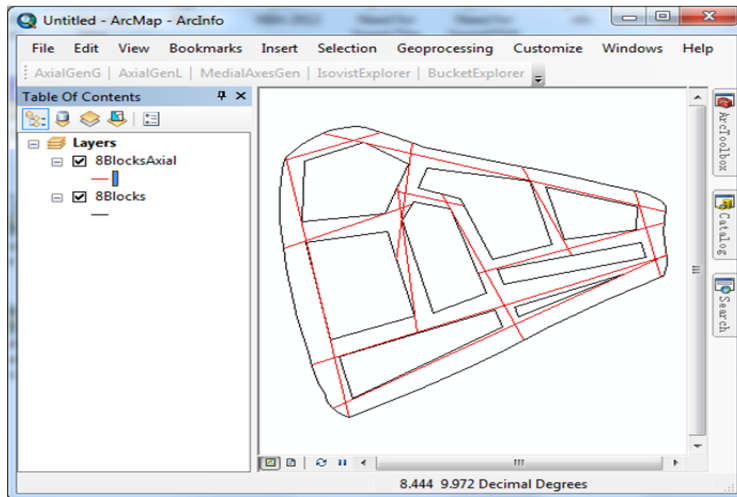 Untitled - ArcMap - ArcInfo
File Edit View Bookmarks Insert Selection Geoprocessing Customize Windows Help
AxialGenG | AxialGenL | MedialAxesGen | IsovistExplorer | BucketExplorer
Table Of Contents
Layers
8BlocksAxial
8Blocks
ArcToolbox
Catalog
Search
8.444 9.972 Decimal Degrees